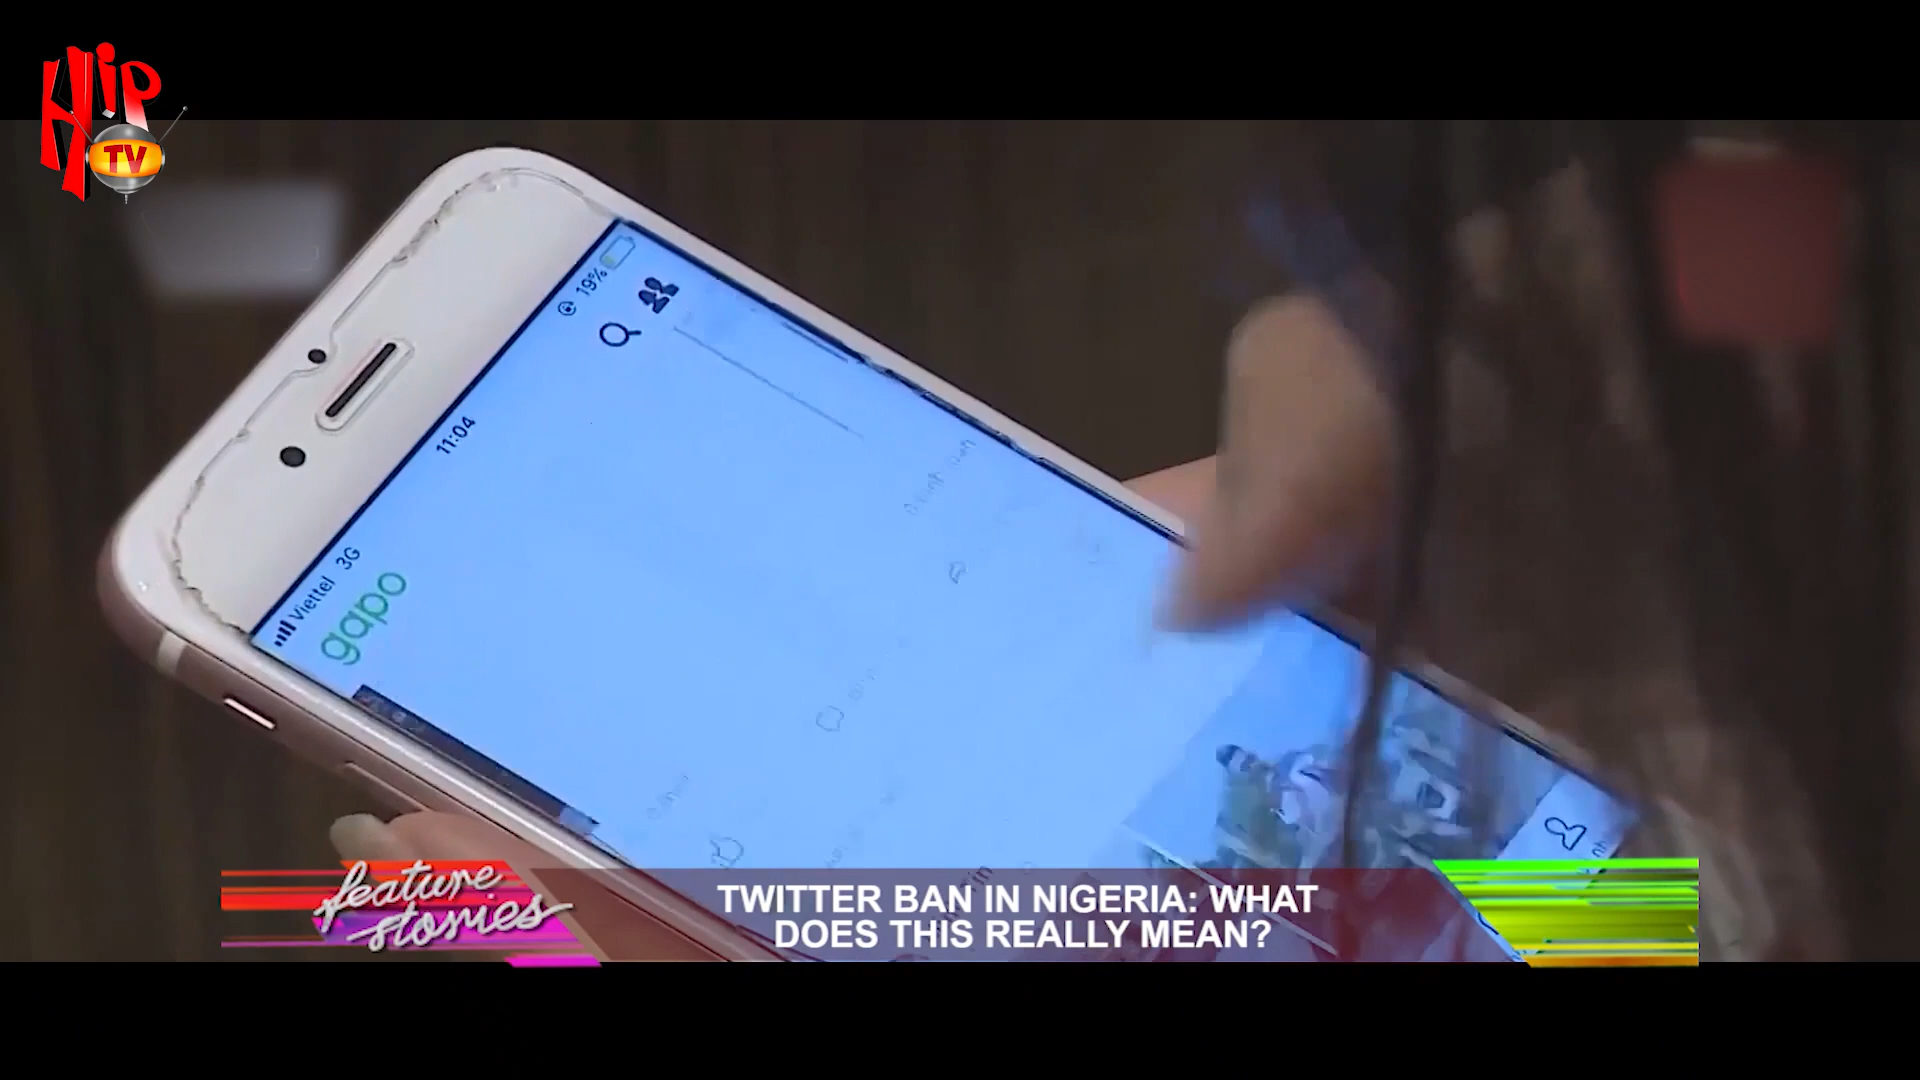 Hip
TV
19%
11:04
Viettel 3G
gapo
feature
stories
TWITTER BAN IN NIGERIA: WHAT
DOES THIS REALLY MEAN?